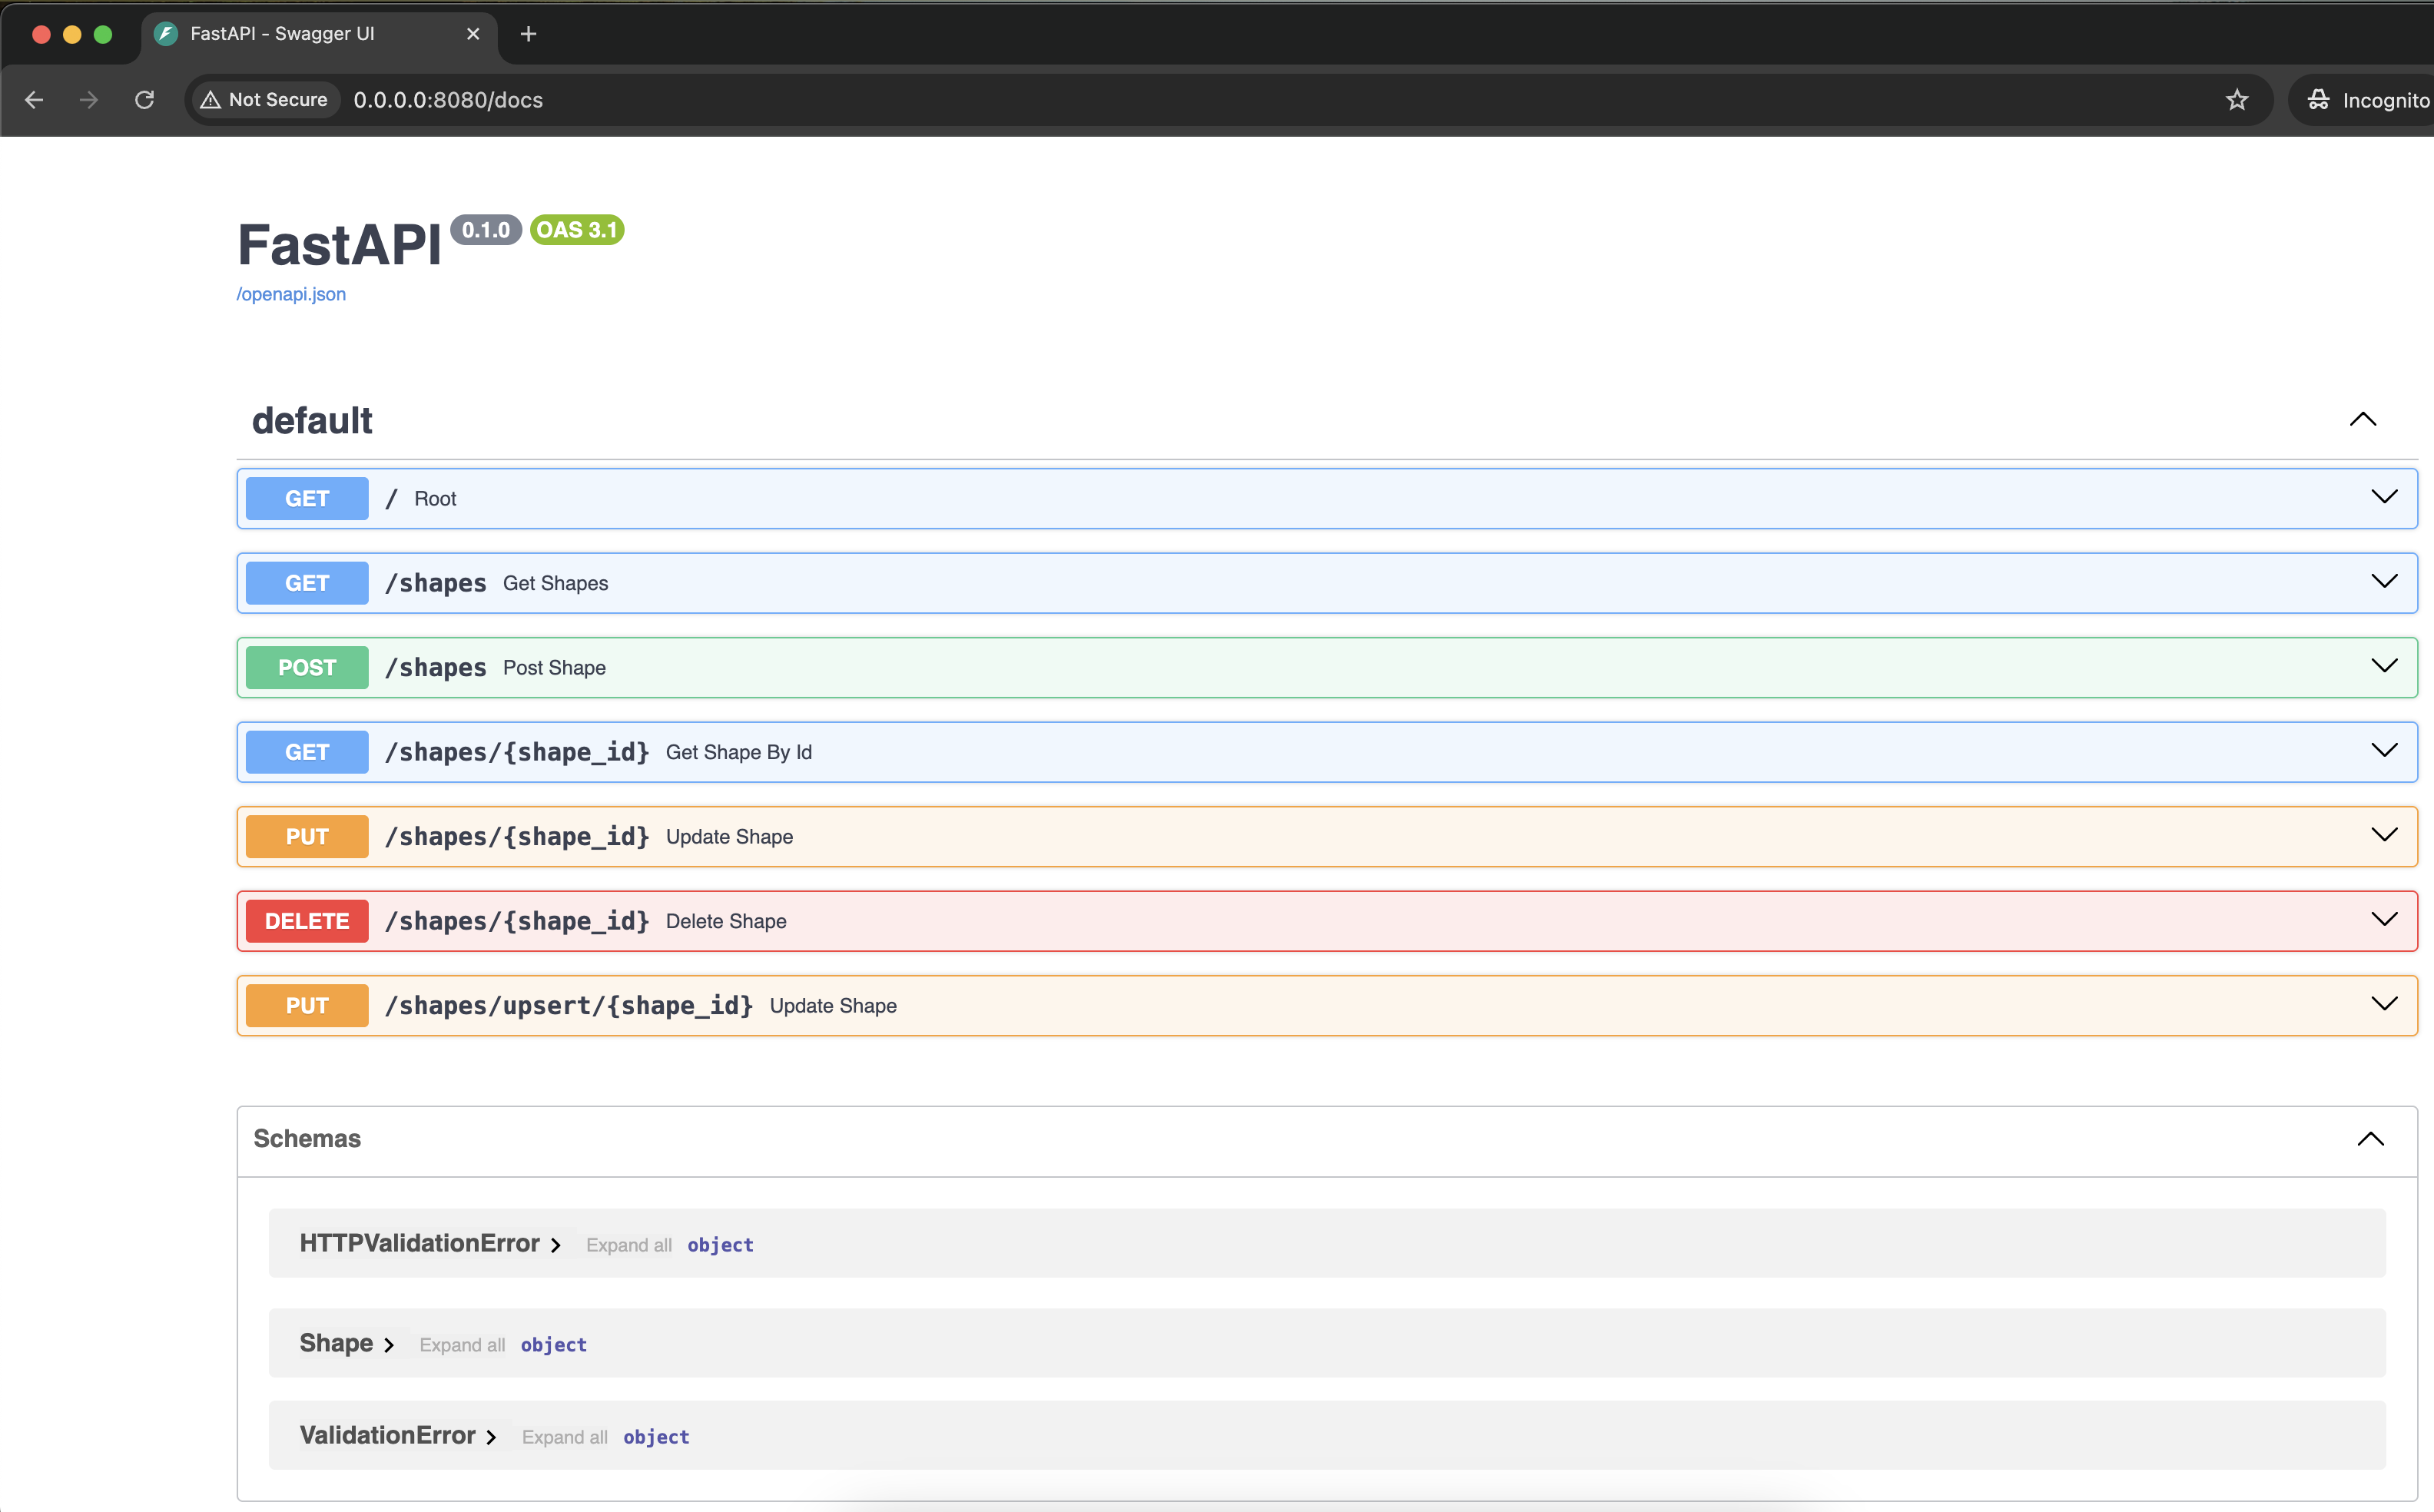 FastAPI - Swagger UI
Not Secure 0.0.0.0:8080/docs Incognito
FastAPI 0.1.0 OAS 3.1
/openapi.json
default
GET / Root
GET /shapes Get Shapes
POST /shapes Post Shape
GET /shapes/{shape_id} Get Shape By Id
PUT /shapes/{shape_id} Update Shape
DELETE /shapes/{shape_id} Delete Shape
PUT /shapes/upsert/{shape_id} Update Shape
Schemas
HTTPValidationError Expand all object
Shape Expand all object
ValidationError Expand all object